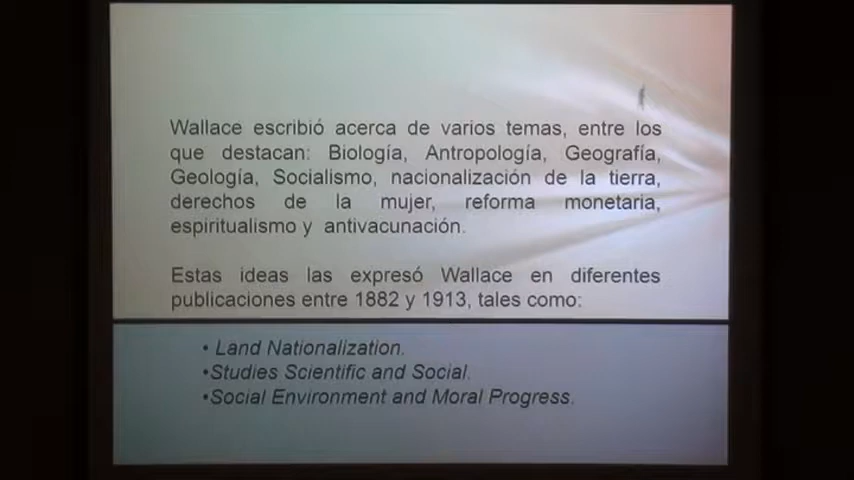 Wallace escribió acerca de varios temas, entre los
que destacan: Biología, Antropología, Geografía,
Geología, Socialismo, nacionalización de la tierra,
derechos de la mujer, reforma monetaria,
espiritualismo y antivacunación.
Estas ideas las expresó Wallace en diferentes
publicaciones entre 1882 y 1913, tales como:
• Land Nationalization.
•Studies Scientific and Social.
•Social Environment and Moral Progress.